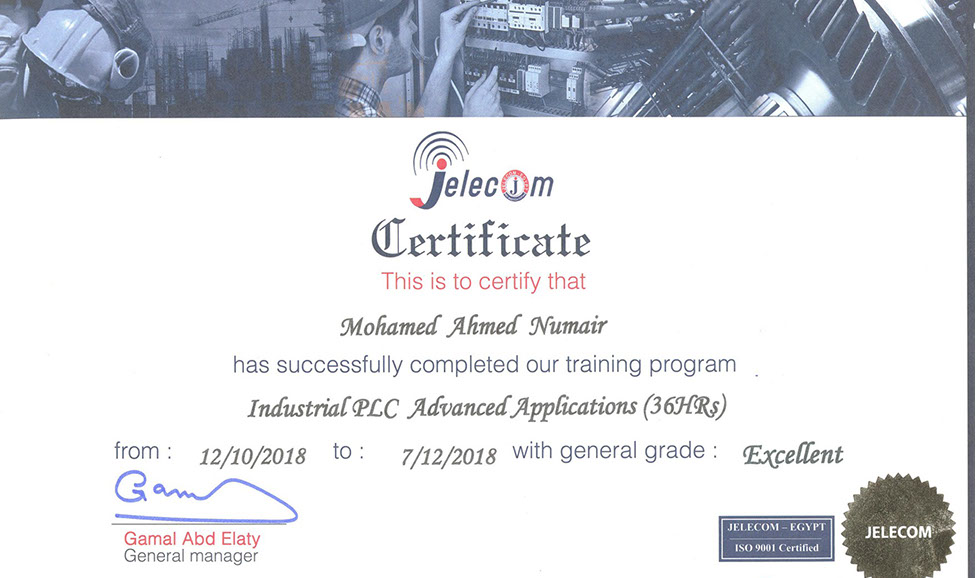 Jelecom
Certificate
This is to certify that
Mohamed Ahmed Numair
has successfully completed our training program
Industrial PLC Advanced Applications (36HRs)
from : 12/10/2018 to : 7/12/2018 with general grade : Excellent
Gamal
Gamal Abd Elaty
General manager
JELECOM – EGYPT
ISO 9001 Certified
JELECOM